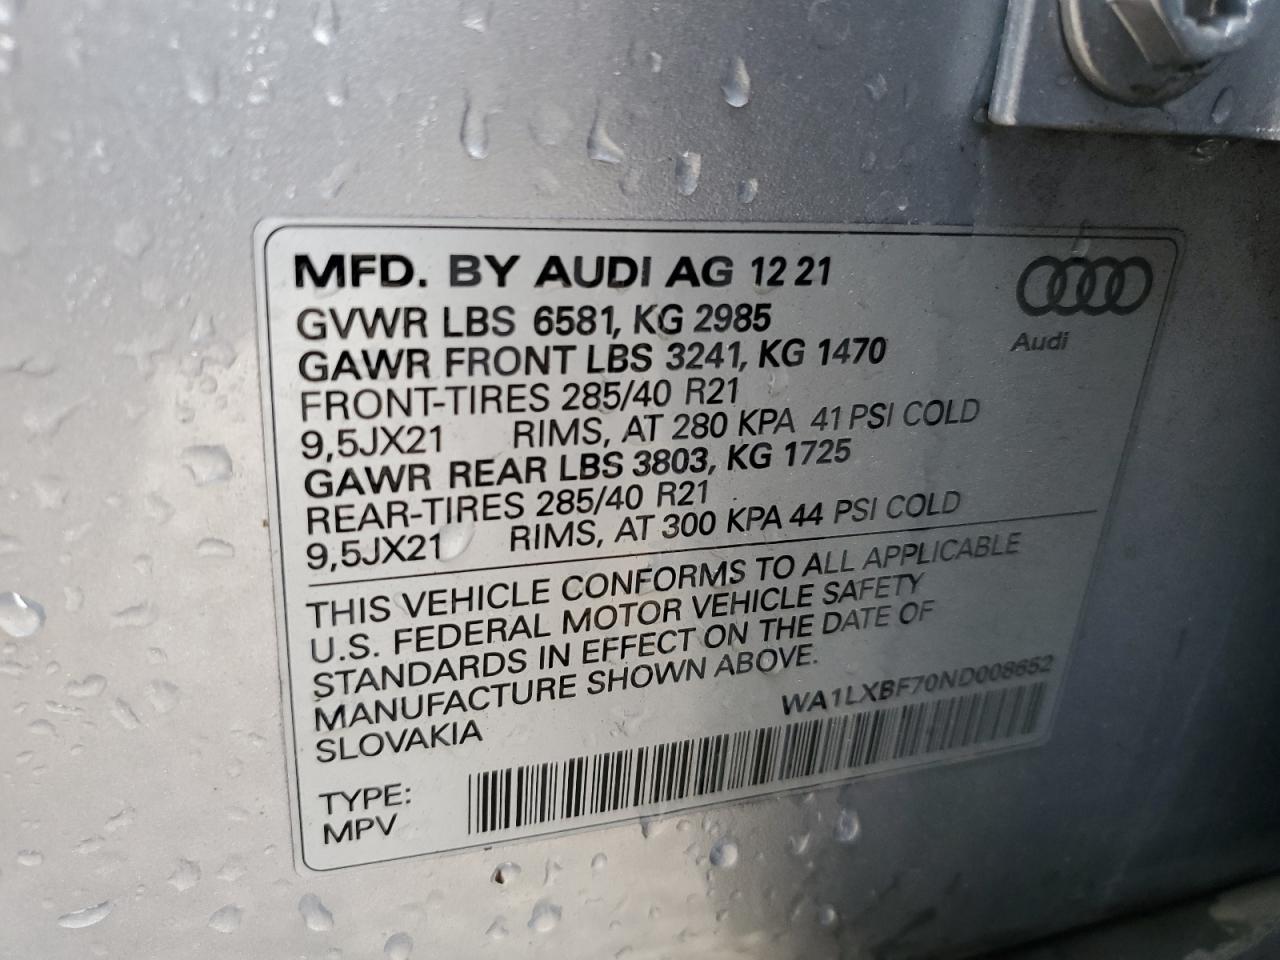 MFD. BY AUDI AG 12 21
GVWR LBS 6581, KG 2985
GAWR FRONT LBS 3241, KG 1470
FRONT-TIRES 285/40 R21
9,5JX21 RIMS, AT 280 KPA 41 PSI COLD
GAWR REAR LBS 3803, KG 1725
REAR-TIRES 285/40 R21
9,5JX21 RIMS, AT 300 KPA 44 PSI COLD
Audi
THIS VEHICLE CONFORMS TO ALL APPLICABLE
U.S. FEDERAL MOTOR VEHICLE SAFETY
STANDARDS IN EFFECT ON THE DATE OF
MANUFACTURE SHOWN ABOVE.
SLOVAKIA
WA1LXBF70ND008652
TYPE:
MPV